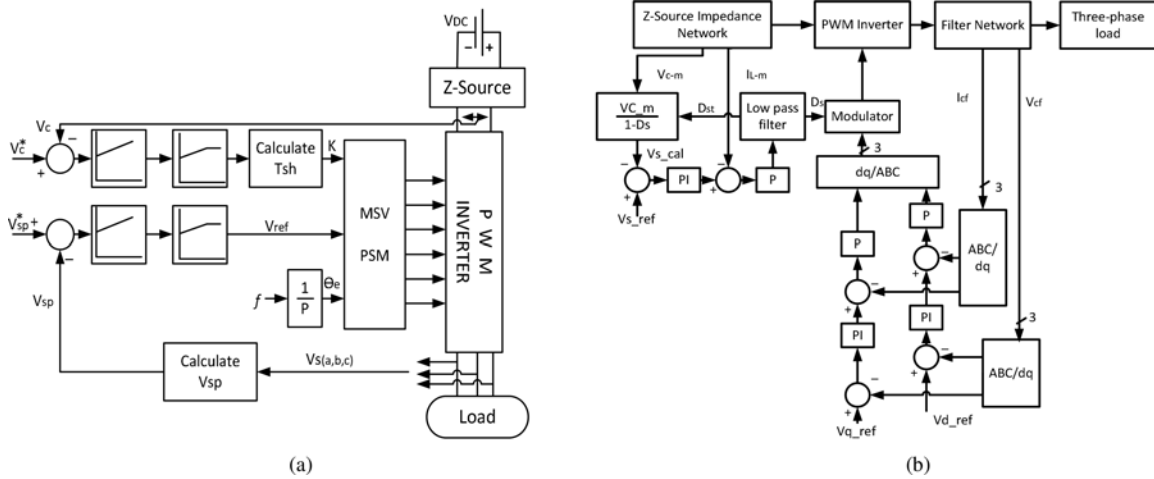 VDC
− +
Z-Source
Vc
Vc*
−
+
Calculate
Tsh
K
MSV
PSM
PWM
INVERTER
Vsp*
+
−
Vref
f
1
P
Θe
Vsp
Calculate
Vsp
VS(a,b,c)
Load
(a)
Z-Source Impedance
Network
PWM Inverter
Filter Network
Three-phase
load
Vc-m
IL-m
Icf
Vcf
VC_m
1-Ds
Dst
Low pass
filter
Ds
Modulator
3
Vs_cal
−
PI
−
+
P
+
Vs_ref
dq/ABC
3
P
P
ABC/
dq
−
+
−
+
PI
PI
3
ABC/dq
−
+
−
+
Vq_ref
Vd_ref
(b)